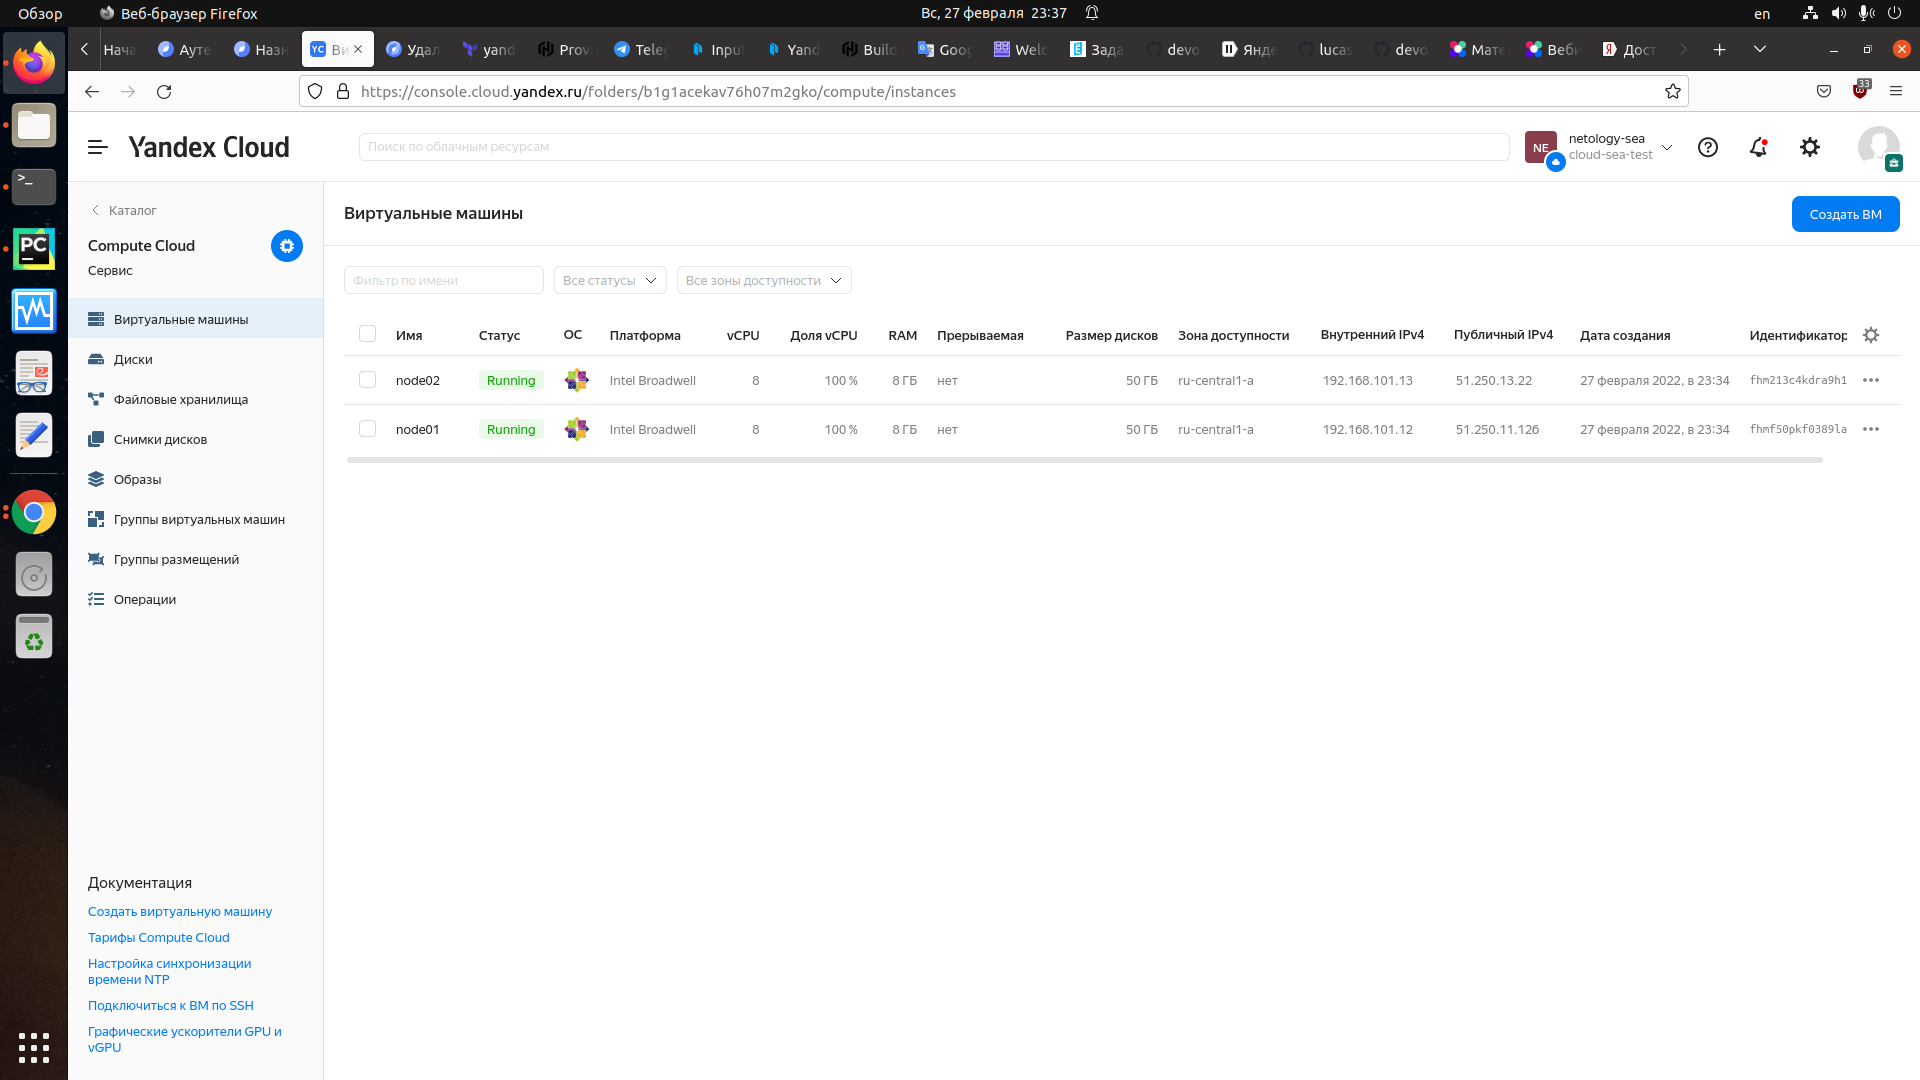 Обзор Веб-браузер Firefox Вс, 27 февраля 23:37 en
Нача Ауте Назн Ви Удал yand Provi Teleg Input Yand Build Goog Welc Зада devo Янде lucas devo Мате Веби Дост
https://console.cloud.yandex.ru/folders/b1g1acekav76h07m2gko/compute/instances 33
Yandex Cloud Поиск по облачным ресурсам NE netology-sea
cloud-sea-test
Каталог
Compute Cloud
Сервис
Виртуальные машины
Диски
Файловые хранилища
Снимки дисков
Образы
Группы виртуальных машин
Группы размещений
Операции
Документация
Создать виртуальную машину
Тарифы Compute Cloud
Настройка синхронизации
времени NTP
Подключиться к ВМ по SSH
Графические ускорители GPU и
vGPU
Виртуальные машины Создать ВМ
Фильтр по имени Все статусы Все зоны доступности
Имя Статус ОС Платформа vCPU Доля vCPU RAM Прерываемая Размер дисков Зона доступности Внутренний IPv4 Публичный IPv4 Дата создания Идентификатор
node02 Running Intel Broadwell 8 100 % 8 ГБ нет 50 ГБ ru-central1-a 192.168.101.13 51.250.13.22 27 февраля 2022, в 23:34 fhm213c4kdra9h1
node01 Running Intel Broadwell 8 100 % 8 ГБ нет 50 ГБ ru-central1-a 192.168.101.12 51.250.11.126 27 февраля 2022, в 23:34 fhmf50pkf0389la